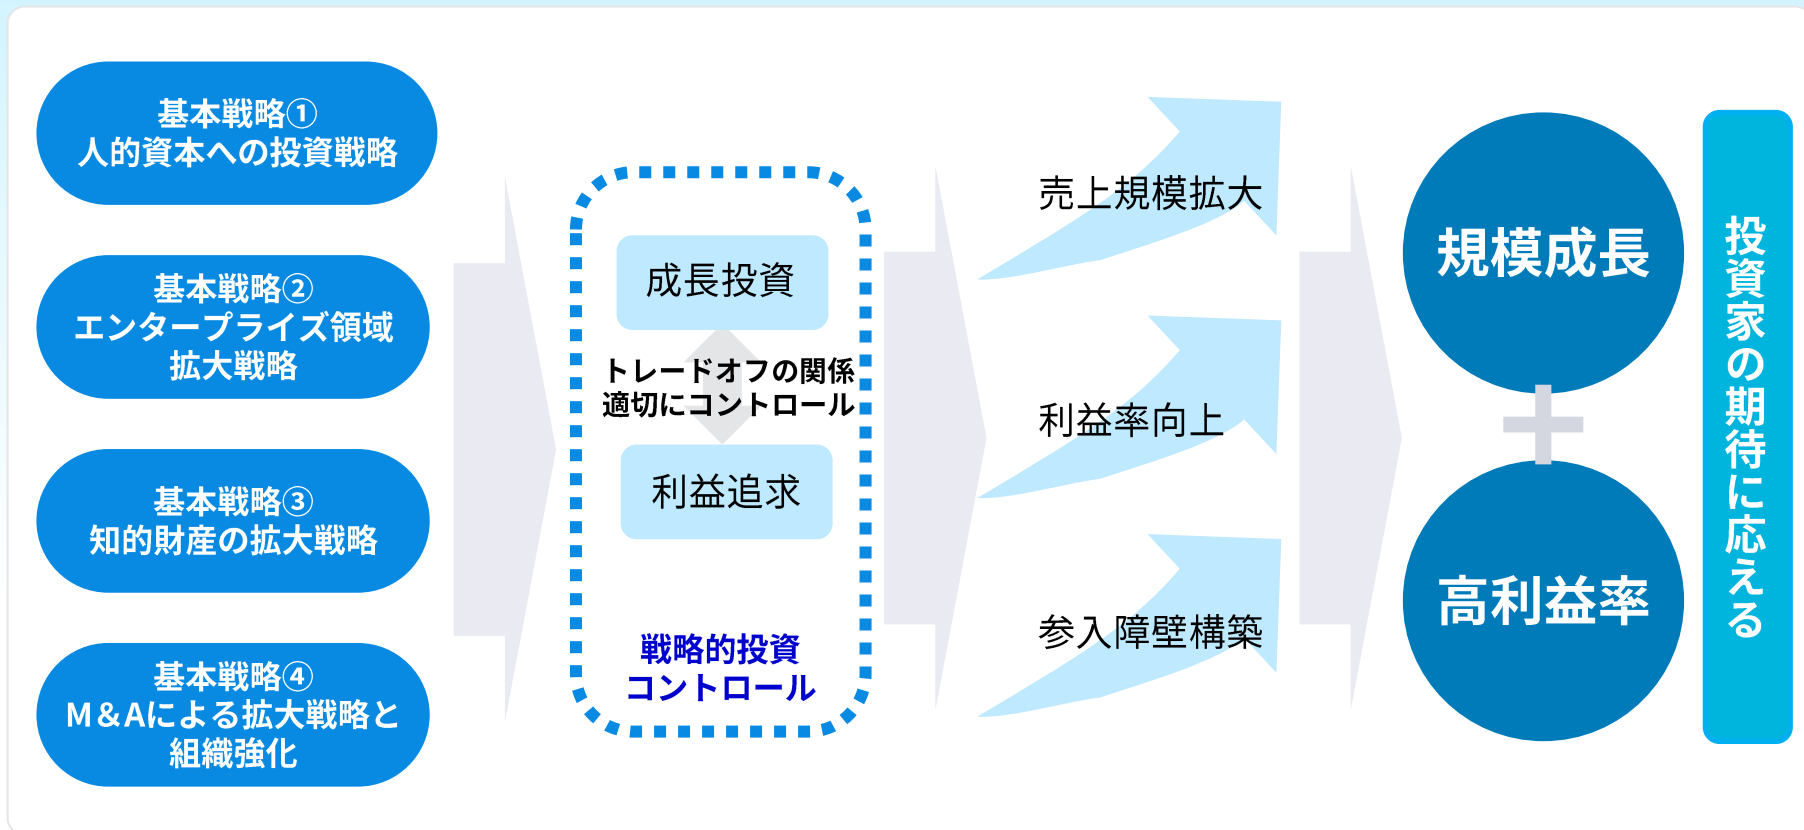 基本戦略①
人的資本への投資戦略
基本戦略②
エンタープライズ領域
拡大戦略
基本戦略③
知的財産の拡大戦略
基本戦略④
M＆Aによる拡大戦略と
組織強化
成長投資
トレードオフの関係
適切にコントロール
利益追求
戦略的投資
コントロール
売上規模拡大
利益率向上
参入障壁構築
規模成長
高利益率
投資家の期待に応える